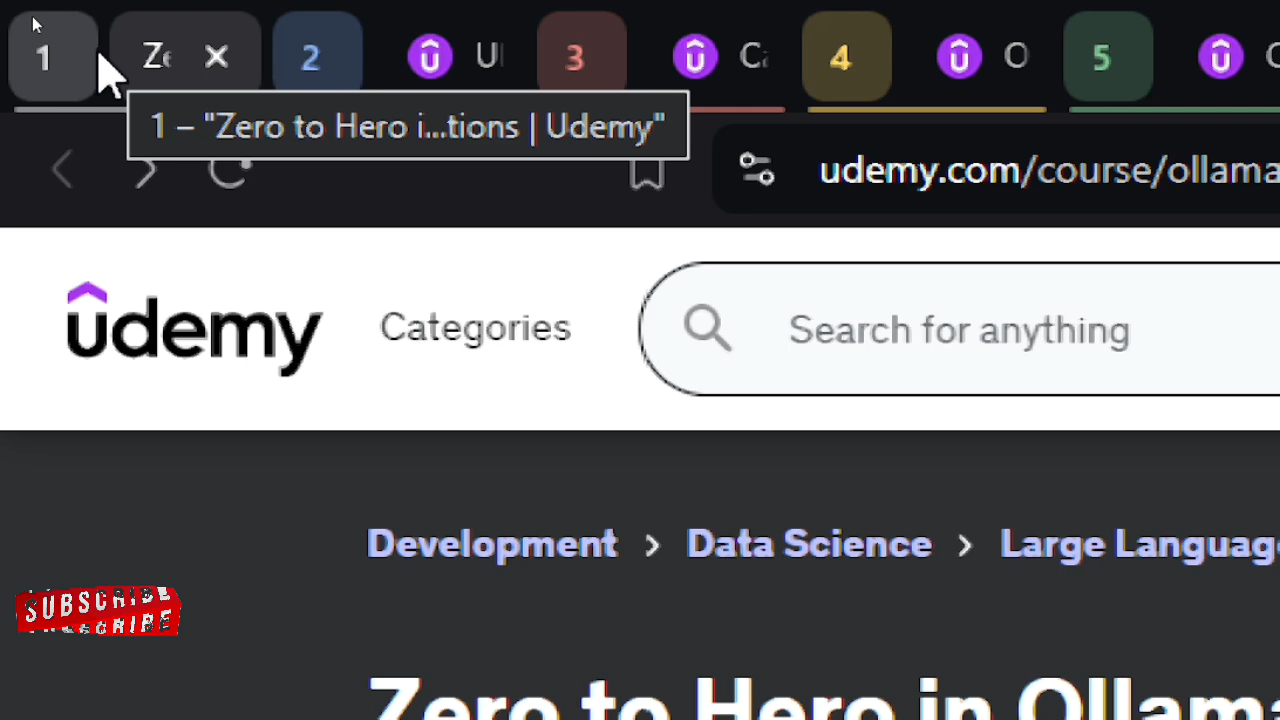 1 Ze 2 3 4 O 5
1 – "Zero to Hero i...tions | Udemy"
udemy.com/course/ollama
udemy Categories Search for anything
Development > Data Science > Large Language
SUBSCRIBE
Zero to Hero in Ollama